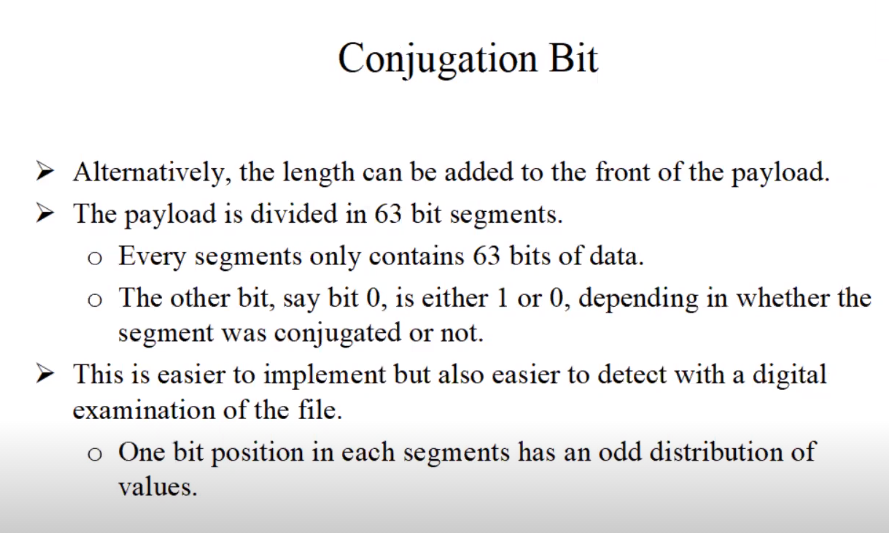 Conjugation Bit
➢ Alternatively, the length can be added to the front of the payload.
➢ The payload is divided in 63 bit segments.
o Every segments only contains 63 bits of data.
o The other bit, say bit 0, is either 1 or 0, depending in whether the
segment was conjugated or not.
➢ This is easier to implement but also easier to detect with a digital
examination of the file.
o One bit position in each segments has an odd distribution of
values.